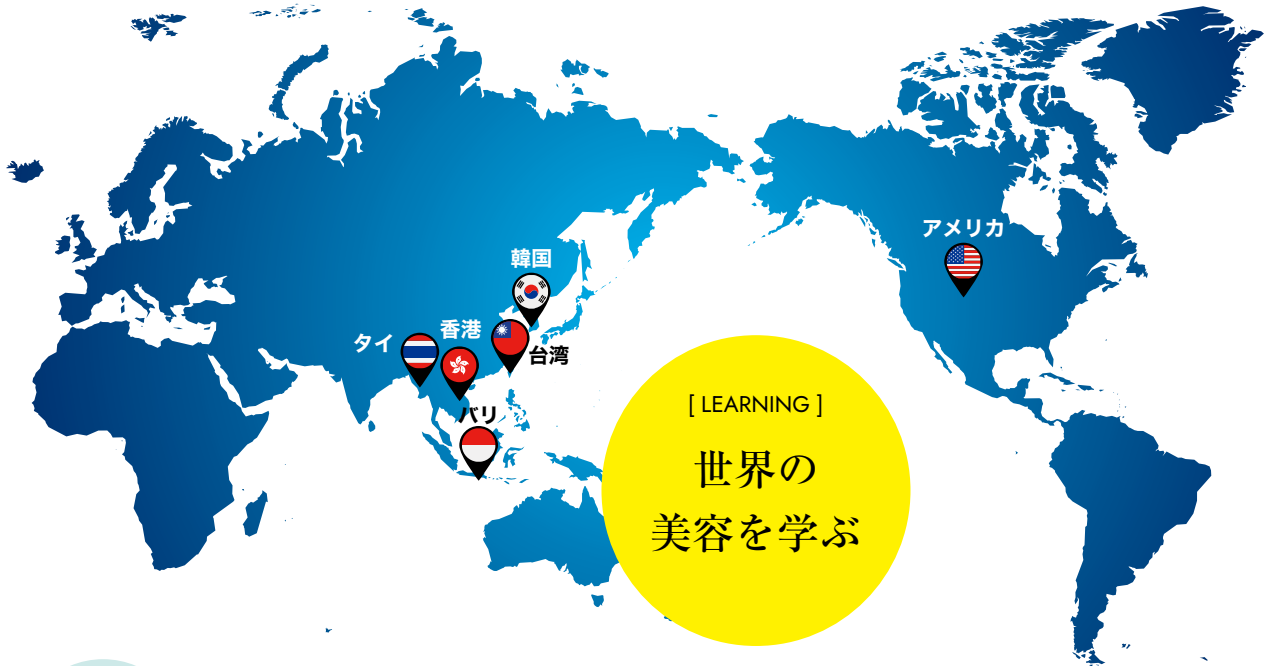 アメリカ
韓国
香港
タイ
台湾
バリ
[ LEARNING ]
世界の
美容を学ぶ